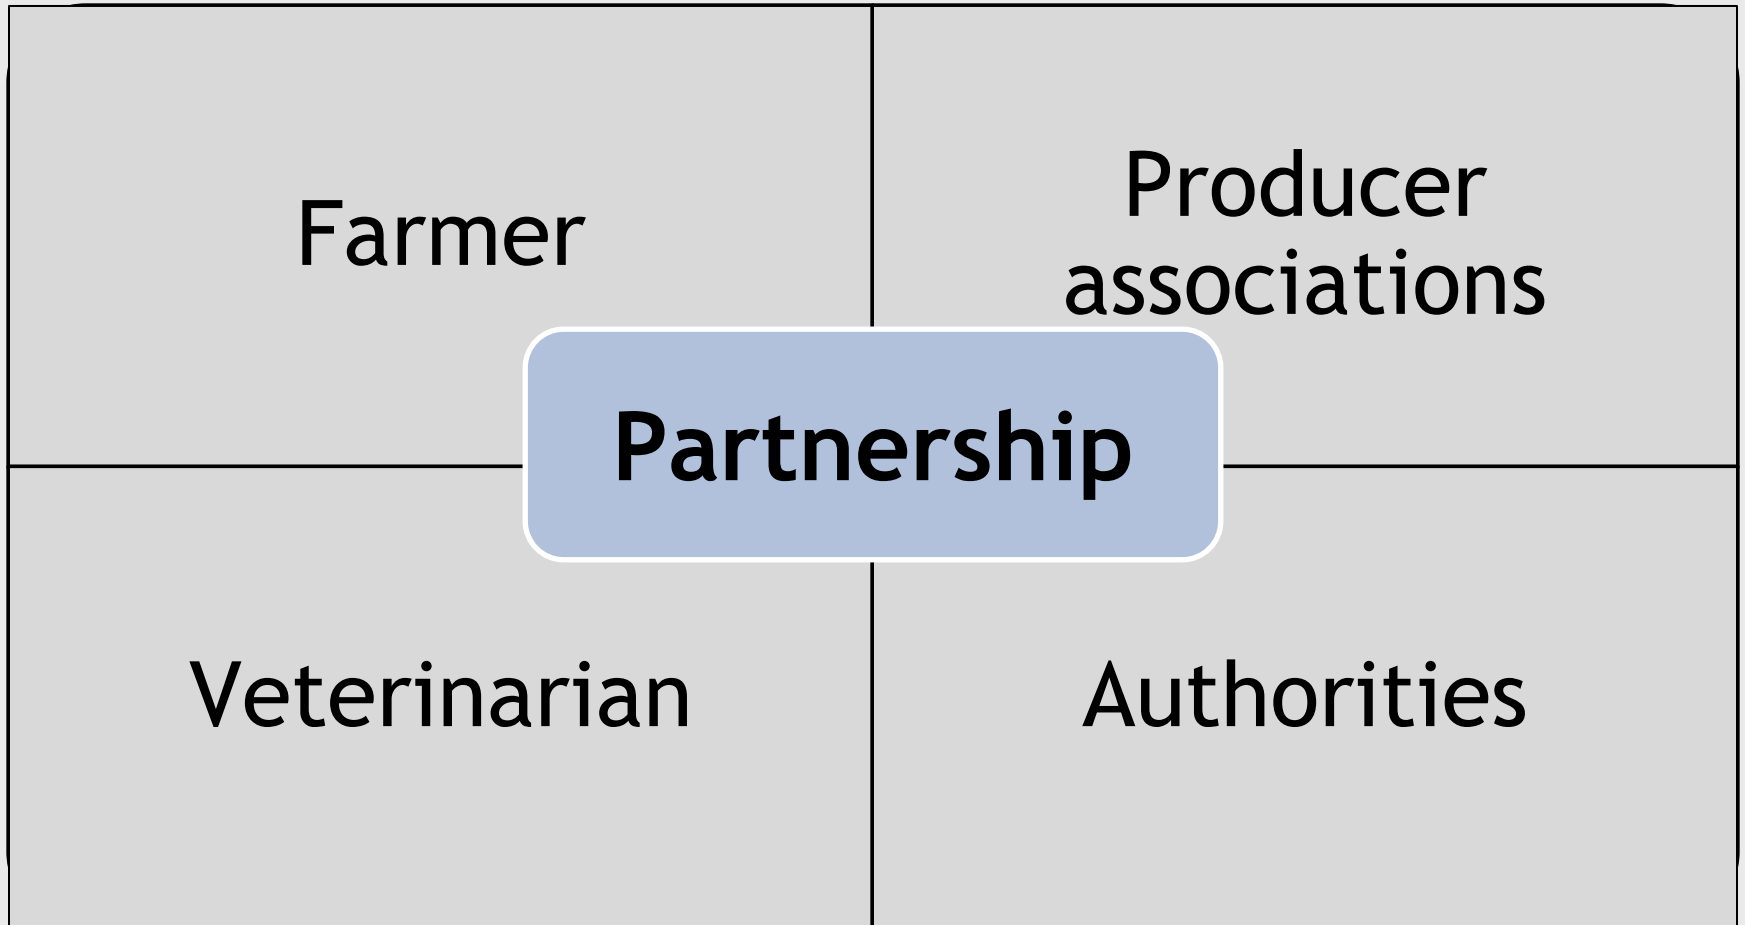 Farmer
Producer
associations
Partnership
Veterinarian
Authorities